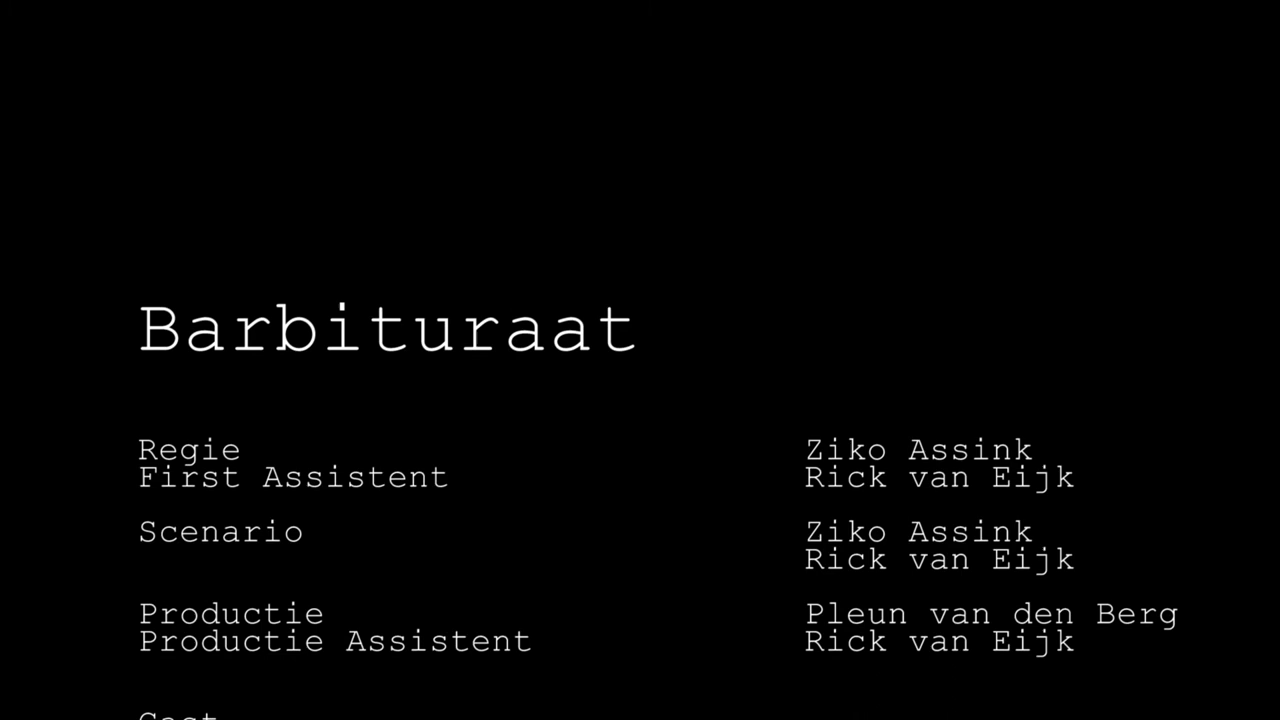 Barbituraat
Regie Ziko Assink
First Assistent Rick van Eijk
Scenario Ziko Assink
Rick van Eijk
Productie Pleun van den Berg
Productie Assistent Rick van Eijk
Cast